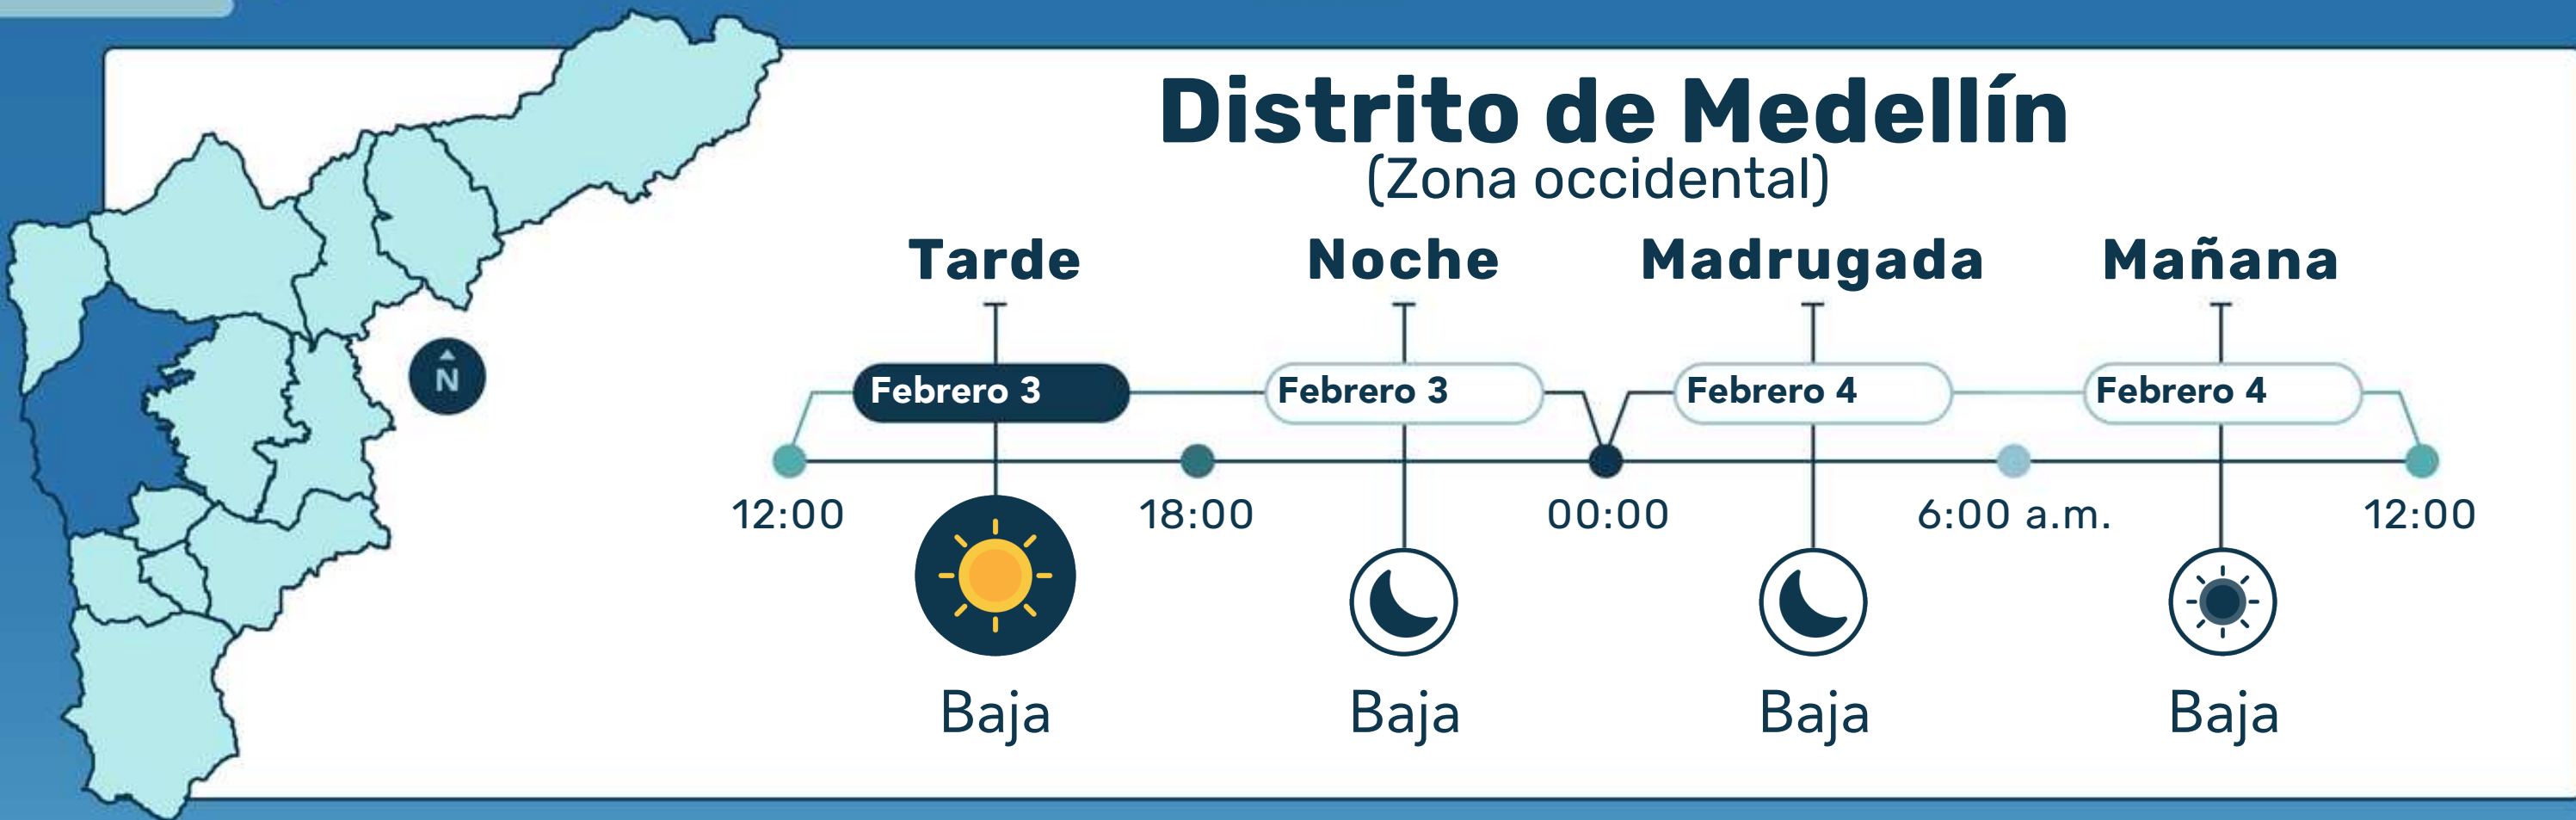 Distrito de Medellín
(Zona occidental)
Tarde Noche Madrugada Mañana
Febrero 3 Febrero 3 Febrero 4 Febrero 4
N
12:00 18:00 00:00 6:00 a.m. 12:00
Baja Baja Baja Baja